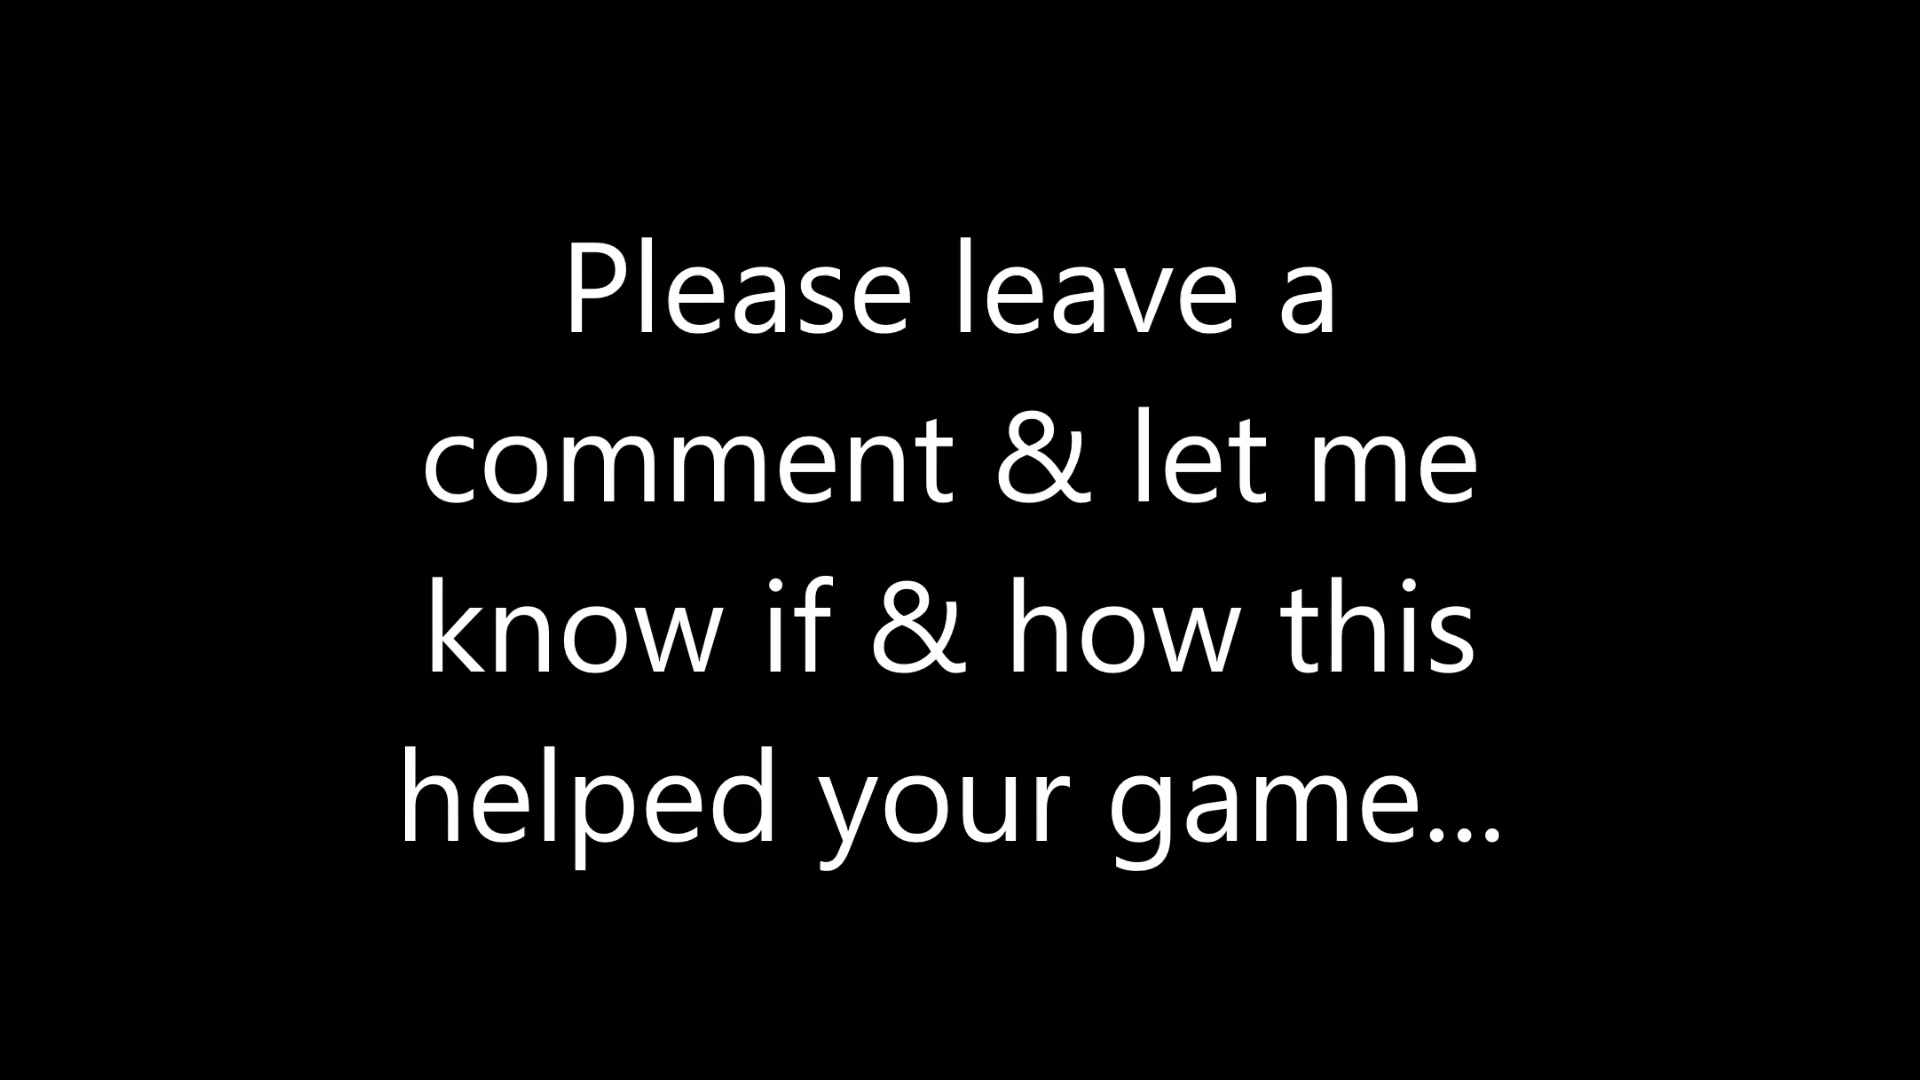 Please leave a
comment & let me
know if & how this
helped your game...